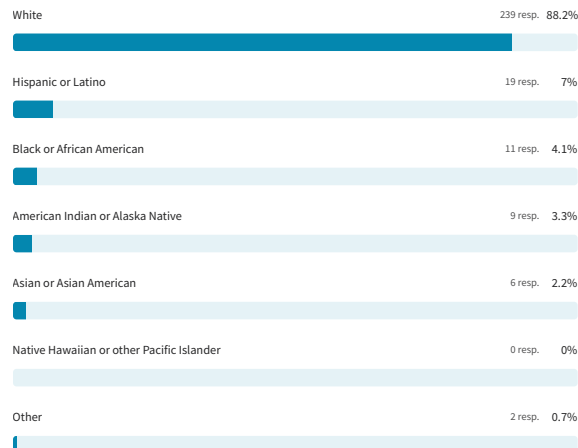 White 239 resp. 88.2%
Hispanic or Latino 19 resp. 7%
Black or African American 11 resp. 4.1%
American Indian or Alaska Native 9 resp. 3.3%
Asian or Asian American 6 resp. 2.2%
Native Hawaiian or other Pacific Islander 0 resp. 0%
Other 2 resp. 0.7%